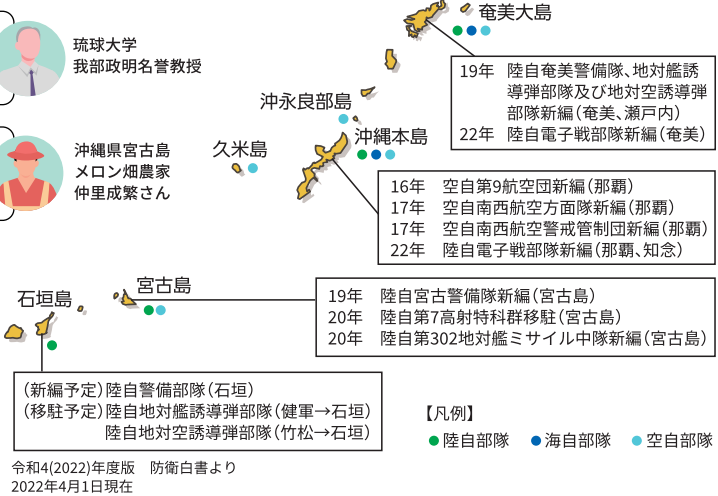 琉球大学
我部政明名誉教授
沖縄県宮古島
メロン畑農家
仲里成繁さん
奄美大島
19年 陸自奄美警備隊、地対艦誘
導弾部隊及び地対空誘導弾
部隊新編(奄美、瀬戸内)
22年 陸自電子戦部隊新編(奄美)
沖永良部島
沖縄本島
久米島
16年 空自第9航空団新編(那覇)
17年 空自南西航空方面隊新編(那覇)
17年 空自南西航空警戒管制団新編(那覇)
22年 陸自電子戦部隊新編(那覇、知念)
宮古島
石垣島
19年 陸自宮古警備隊新編(宮古島)
20年 陸自第7高射特科群移駐(宮古島)
20年 陸自第302地対艦ミサイル中隊新編(宮古島)
(新編予定)陸自警備部隊(石垣)
(移駐予定)陸自地対艦誘導弾部隊(健軍→石垣)
陸自地対空誘導弾部隊(竹松→石垣)
【凡例】
陸自部隊 海自部隊 空自部隊
令和4(2022)年度版 防衛白書より
2022年4月1日現在